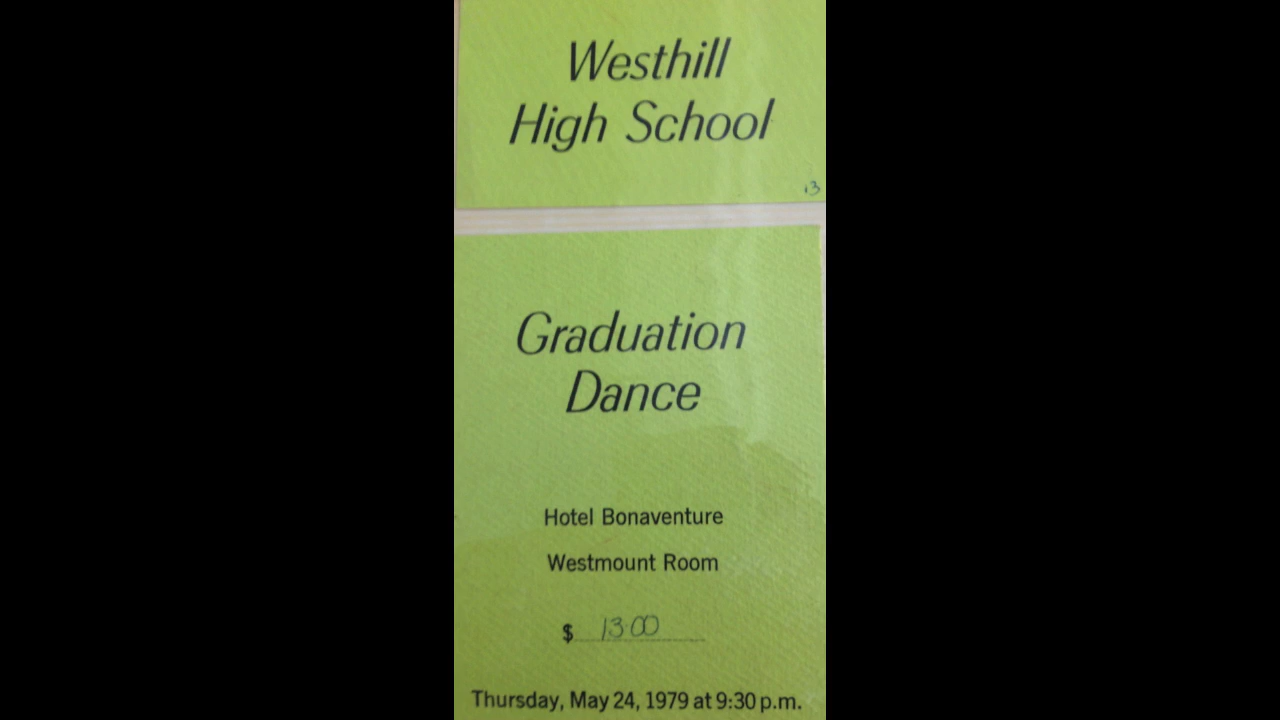 Westhill
High School
13
Graduation
Dance
Hotel Bonaventure
Westmount Room
$ 13.00
Thursday, May 24, 1979 at 9:30 p.m.